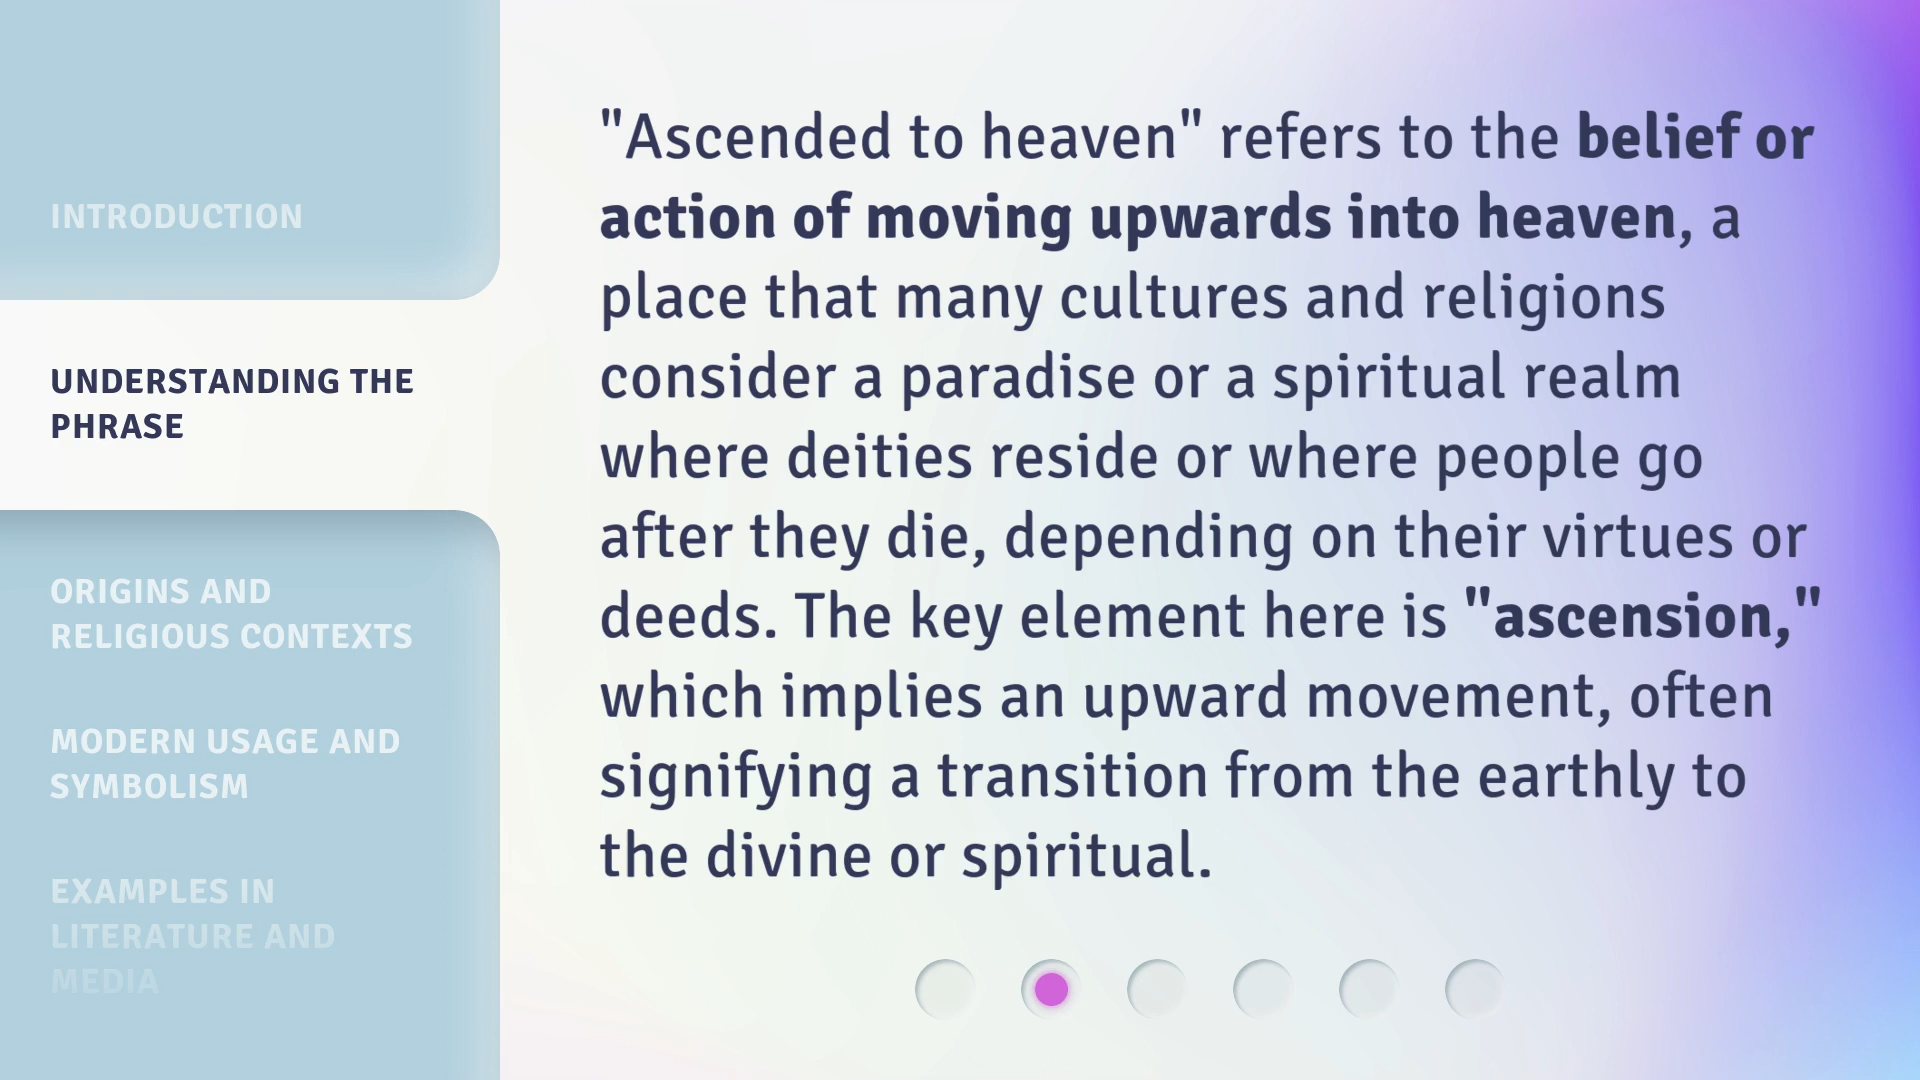 INTRODUCTION
UNDERSTANDING THE
PHRASE
ORIGINS AND
RELIGIOUS CONTEXTS
MODERN USAGE AND
SYMBOLISM
EXAMPLES IN
LITERATURE AND
MEDIA
"Ascended to heaven" refers to the belief or
action of moving upwards into heaven, a
place that many cultures and religions
consider a paradise or a spiritual realm
where deities reside or where people go
after they die, depending on their virtues or
deeds. The key element here is "ascension,"
which implies an upward movement, often
signifying a transition from the earthly to
the divine or spiritual.